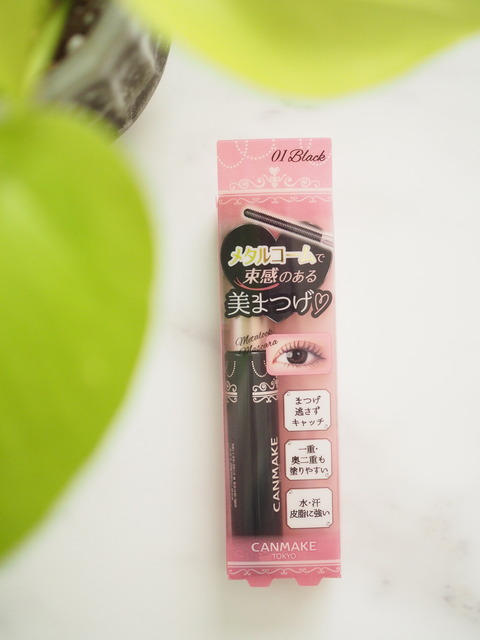 01 Black
メタルコームで
束感のある
美まつげ♡
Metalook
Mascara
まつげ
逃さず
キャッチ
一重・
奥二重も
塗りやすい
水・汗
皮脂に強い
CANMAKE
CANMAKE
TOKYO